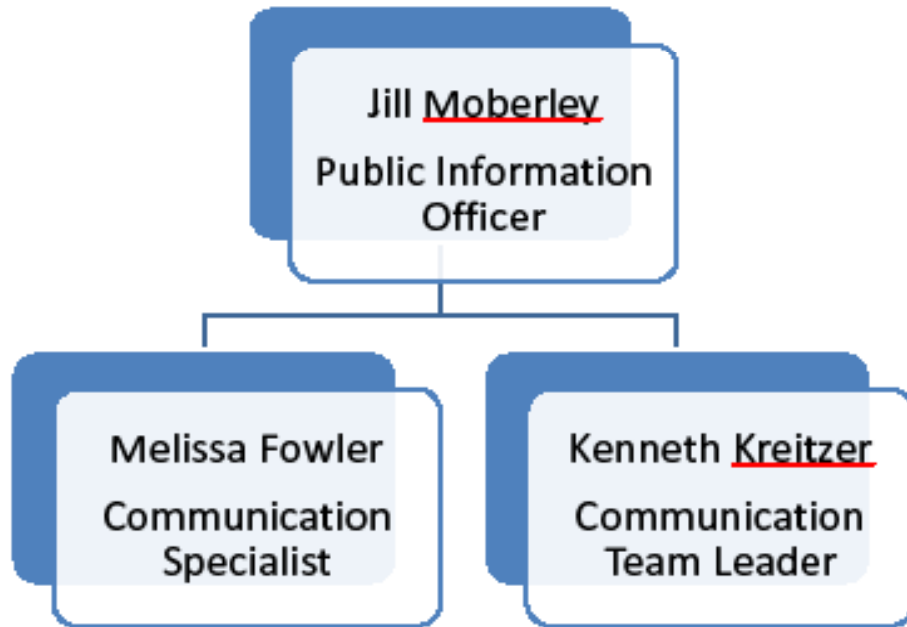 Jill Moberley
Public Information
Officer
Melissa Fowler
Communication
Specialist
Kenneth Kreitzer
Communication
Team Leader